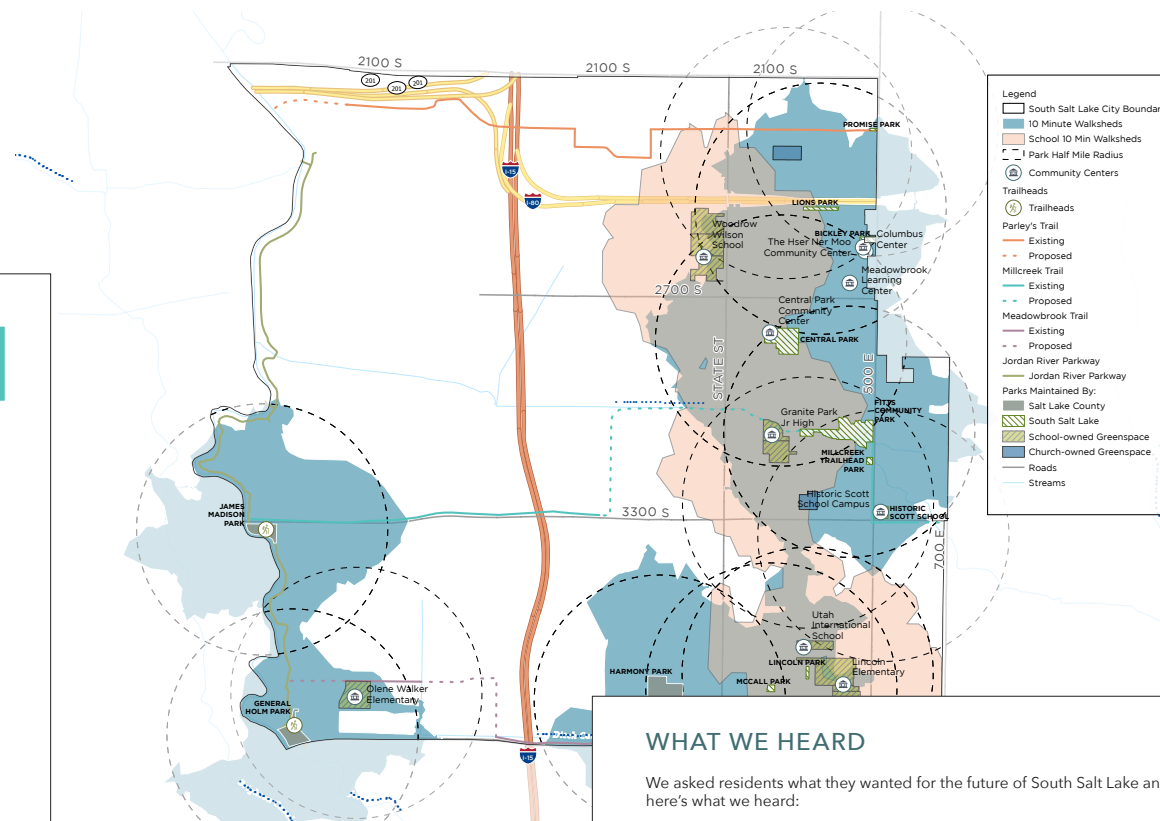 2100 S
2100 S
2100 S
201
201
201
PROMISE PARK
I-15
I-80
LIONS PARK
Woodrow
Wilson
School
BICKLEY PARK
Columbus
Center
The Hser Ner Moo
Community Center
Meadowbrook
Learning
Center
2700 S
Central Park
Community
Center
CENTRAL PARK
STATE ST
500 E
FITTS
COMMUNITY
PARK
Granite Park
Jr High
MILLCREEK
TRAILHEAD
PARK
Historic Scott
School Campus
HISTORIC
SCOTT SCHOOL
JAMES
MADISON
PARK
3300 S
700 E
Utah
International
School
LINCOLN PARK
Lincoln
Elementary
HARMONY PARK
MCCALL PARK
Olene Walker
Elementary
GENERAL
HOLM PARK
I-15
Legend
South Salt Lake City Boundar
10 Minute Walksheds
School 10 Min Walksheds
Park Half Mile Radius
Community Centers
Trailheads
Trailheads
Parley's Trail
Existing
Proposed
Millcreek Trail
Existing
Proposed
Meadowbrook Trail
Existing
Proposed
Jordan River Parkway
Jordan River Parkway
Parks Maintained By:
Salt Lake County
South Salt Lake
School-owned Greenspace
Church-owned Greenspace
Roads
Streams
WHAT WE HEARD
We asked residents what they wanted for the future of South Salt Lake an
here's what we heard: